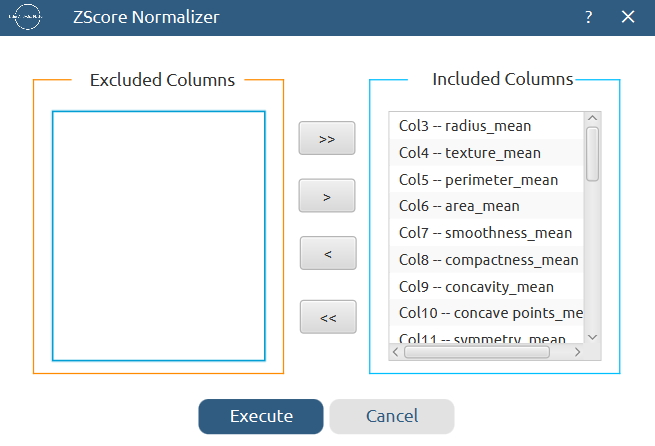 ZScore Normalizer
?
Excluded Columns
Included Columns
>>
>
<
<<
Col3 -- radius_mean
Col4 -- texture_mean
Col5 -- perimeter_mean
Col6 -- area_mean
Col7 -- smoothness_mean
Col8 -- compactness_mean
Col9 -- concavity_mean
Col10 -- concave points_me
Col11 -- symmetry_mean
Execute
Cancel